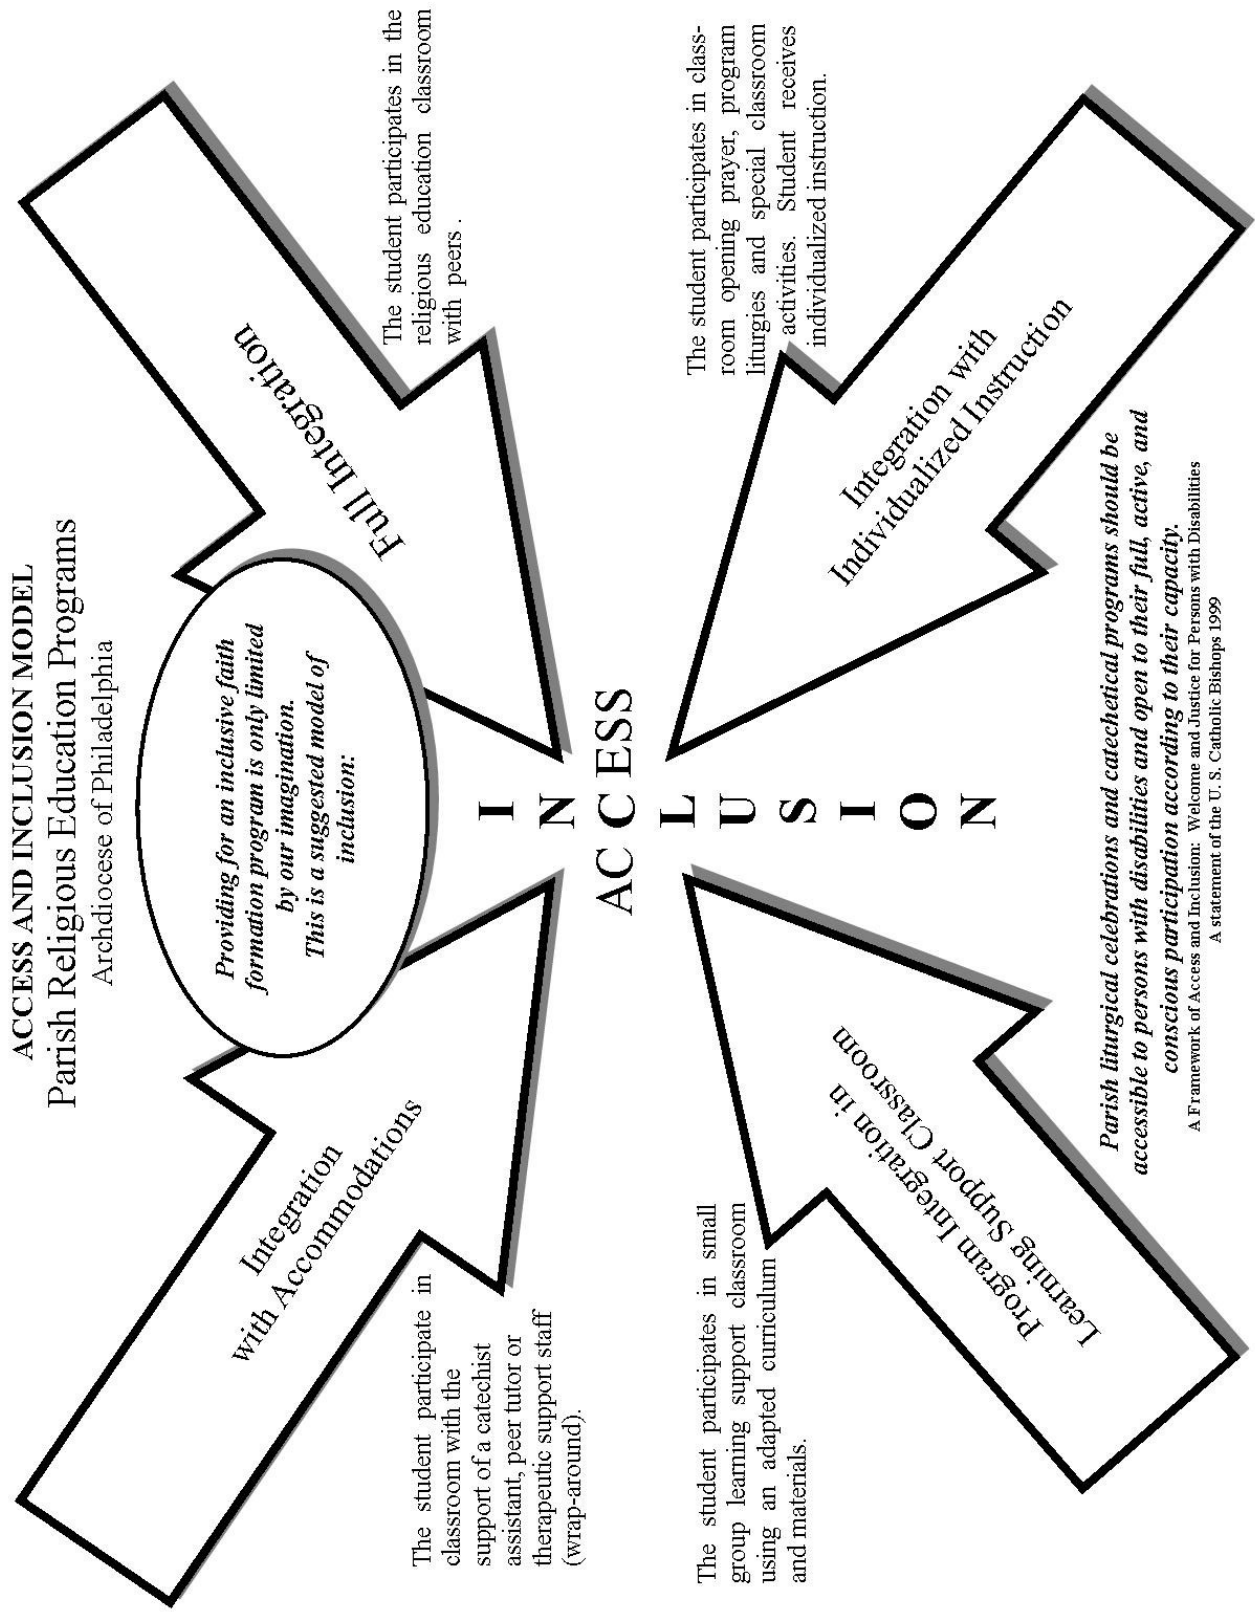 ACCESS AND INCLUSION MODEL
Parish Religious Education Programs
Archdiocese of Philadelphia
Providing for an inclusive faith
formation program is only limited
by our imagination.
This is a suggested model of
inclusion:
Integration
with Accommodations
The student participate in
classroom with the
support of a catechist
assistant, peer tutor or
therapeutic support staff
(wrap-around).
Full Integration
The student participates in the
religious education classroom
with peers .
I
N
ACCESS
L
U
S
I
O
N
The student participates in small
group learning support classroom
using an adapted curriculum
and materials.
Program Integration in
Learning Support Classroom
The student participates in class-
room opening prayer, program
liturgies and special classroom
activities. Student receives
individualized instruction.
Integration with
Individualized Instruction
Parish liturgical celebrations and catechetical programs should be
accessible to persons with disabilities and open to their full, active, and
conscious participation according to their capacity.
A Framework of Access and Inclusion: Welcome and Justice for Persons with Disabilities
A statement of the U. S. Catholic Bishops 1999